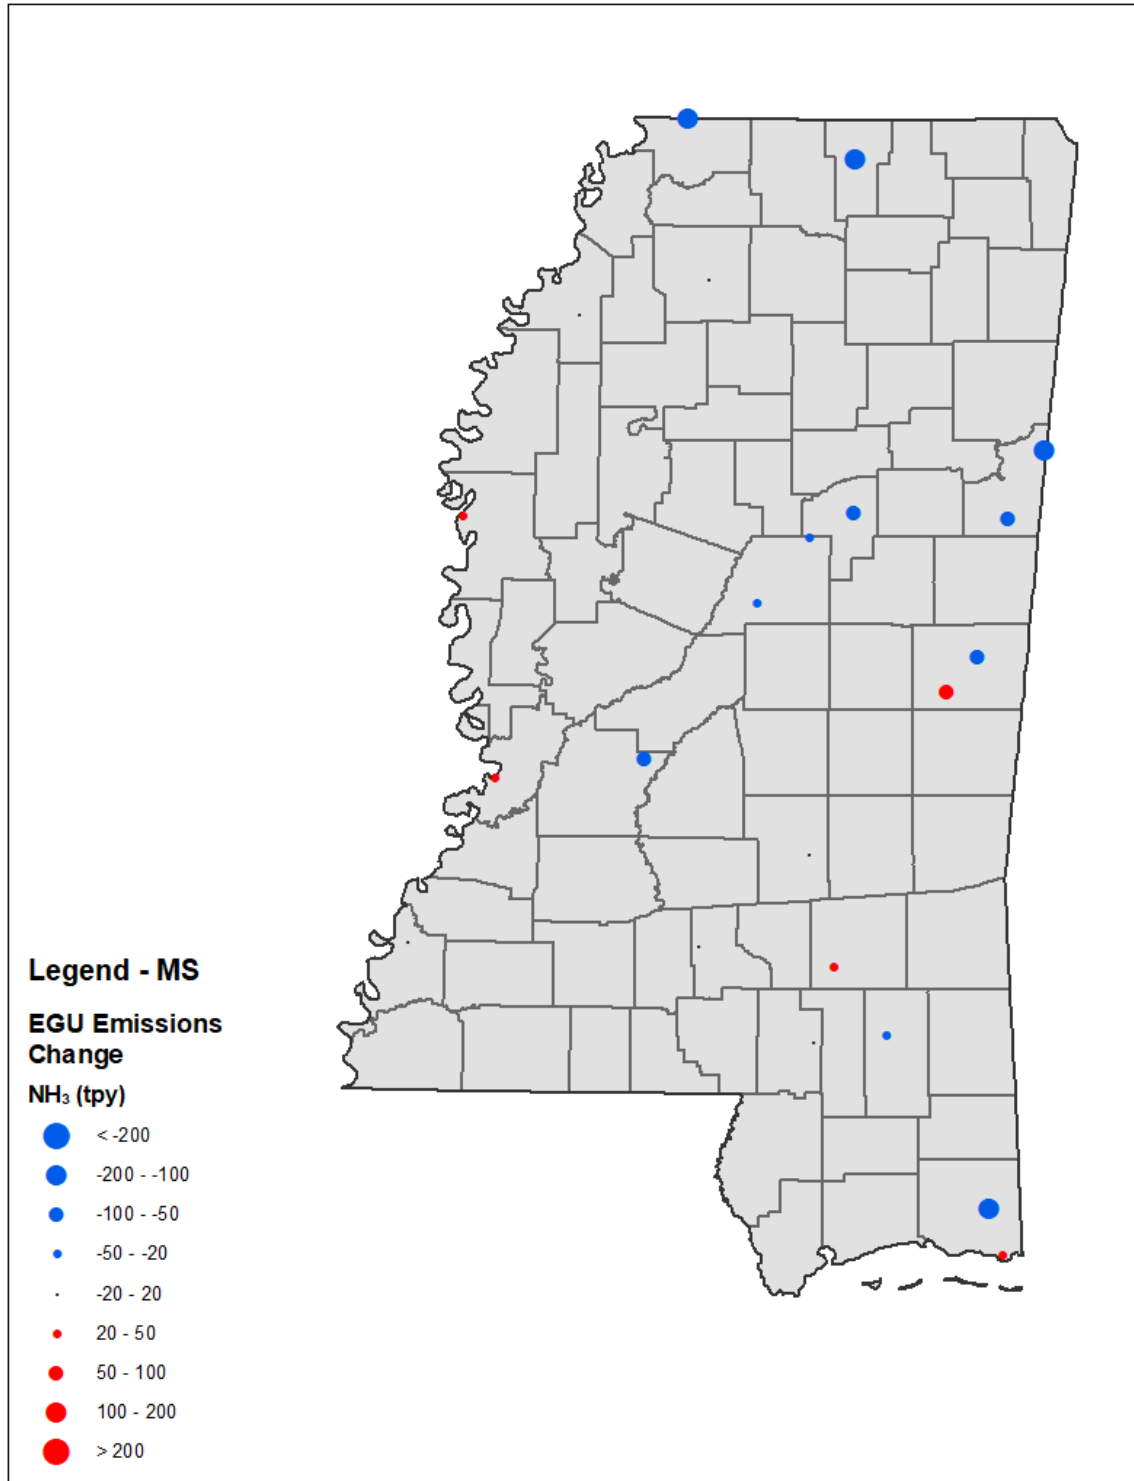 Legend - MS
EGU Emissions
Change
NH₃ (tpy)
< -200
-200 - -100
-100 - -50
-50 - -20
-20 - 20
20 - 50
50 - 100
100 - 200
> 200